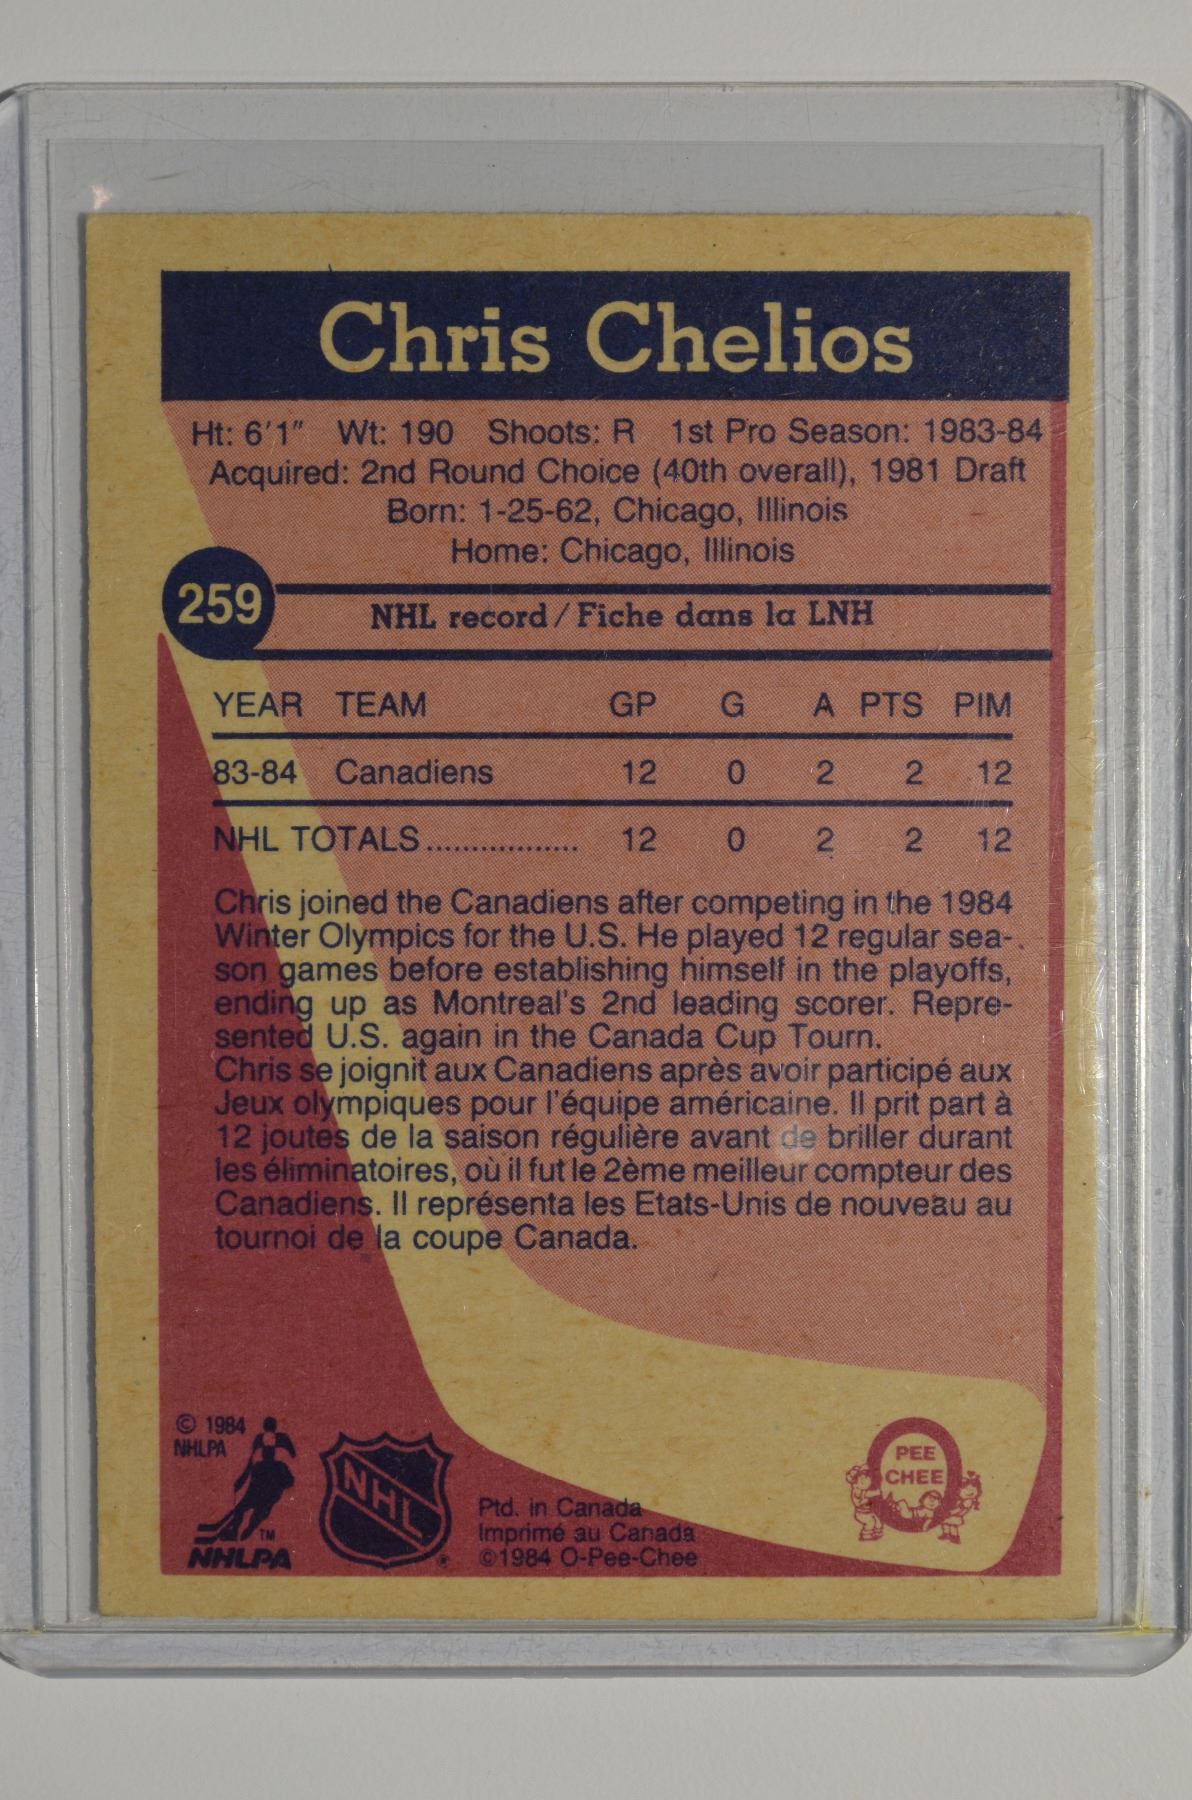 Chris Chelios
Ht: 6'1" Wt: 190 Shoots: R 1st Pro Season: 1983-84
Acquired: 2nd Round Choice (40th overall), 1981 Draft
Born: 1-25-62, Chicago, Illinois
Home: Chicago, Illinois
259
NHL record / Fiche dans la LNH
YEAR TEAM GP G A PTS PIM
83-84 Canadiens 12 0 2 2 12
NHL TOTALS................. 12 0 2 2 12
Chris joined the Canadiens after competing in the 1984
Winter Olympics for the U.S. He played 12 regular sea-
son games before establishing himself in the playoffs,
ending up as Montreal's 2nd leading scorer. Repre-
sented U.S. again in the Canada Cup Tourn.
Chris se joignit aux Canadiens après avoir participé aux
Jeux olympiques pour l'équipe américaine. Il prit part à
12 joutes de la saison régulière avant de briller durant
les éliminatoires, où il fut le 2ème meilleur compteur des
Canadiens. Il représenta les Etats-Unis de nouveau au
tournoi de la coupe Canada.
© 1984
NHLPA
TM
NHLPA
NHL
Ptd. in Canada
Imprimé au Canada
©1984 O-Pee-Chee
PEE
CHEE